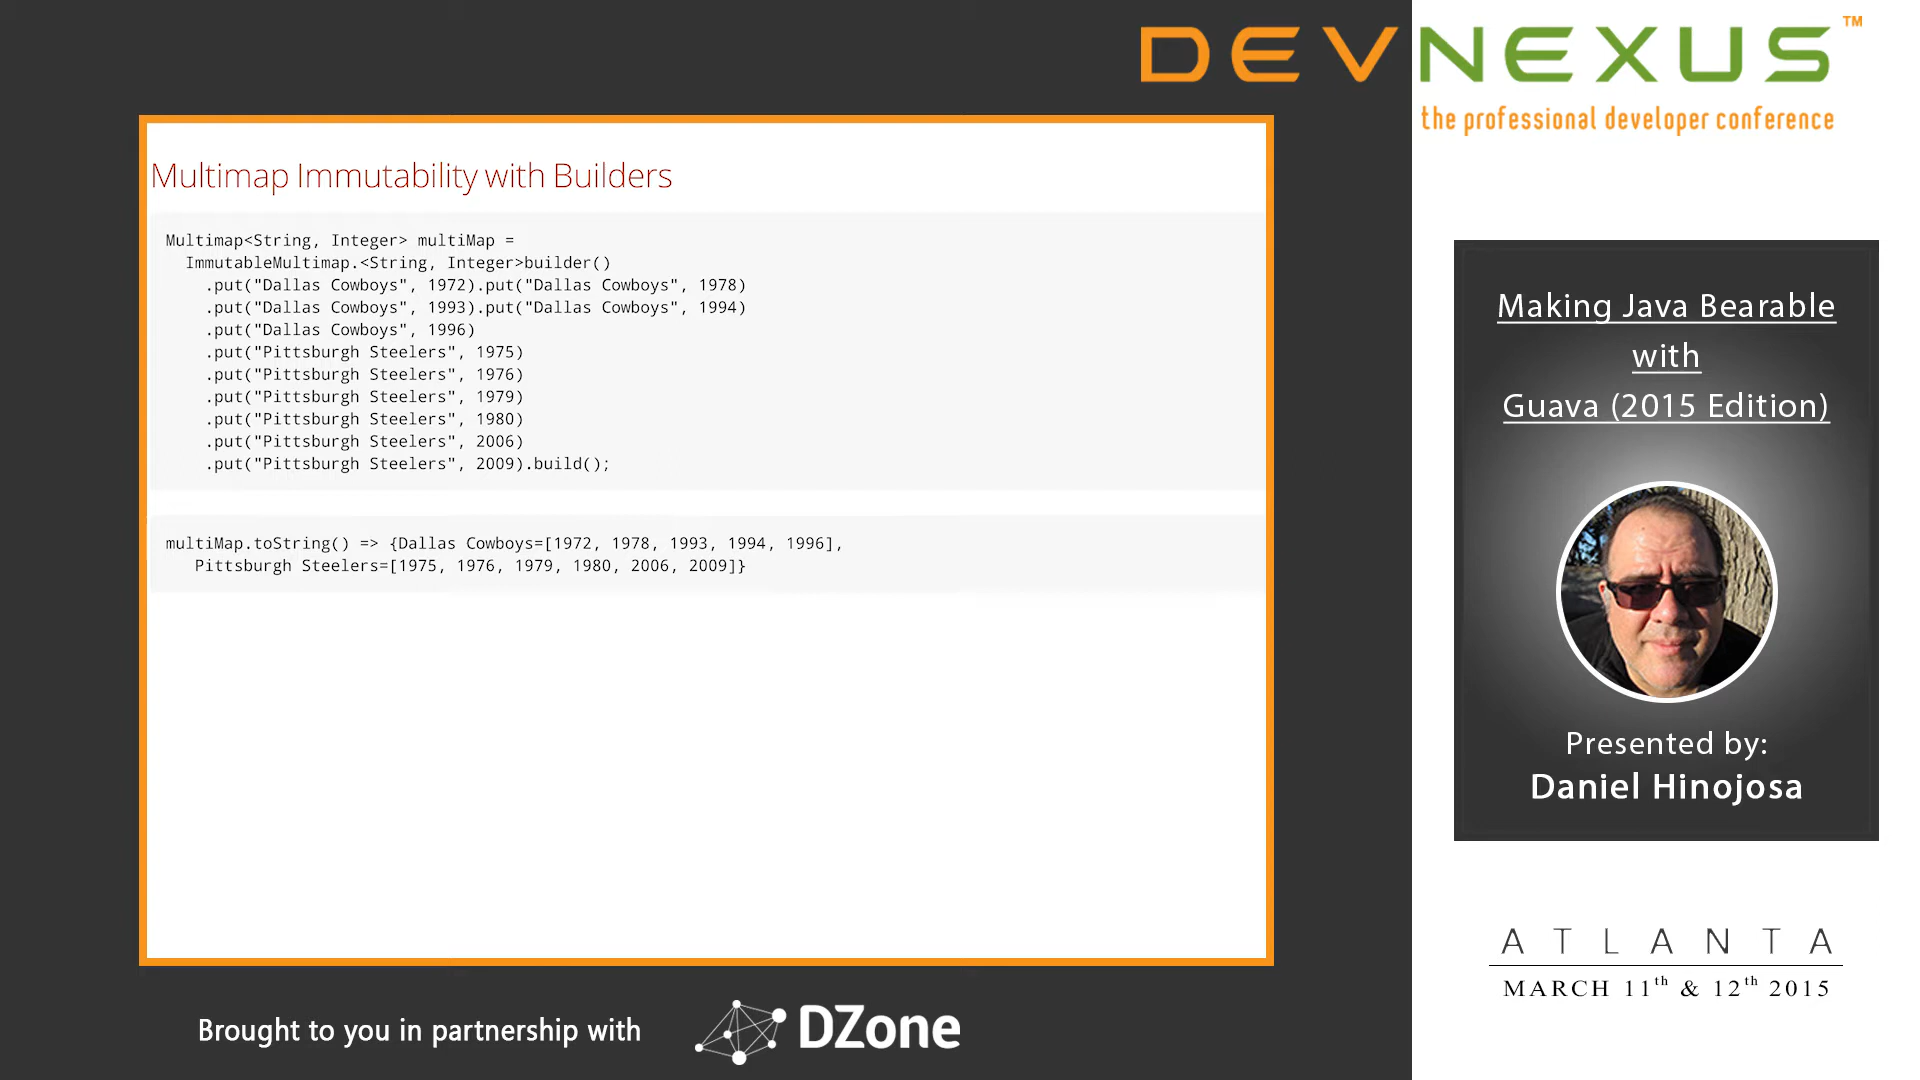 DEVNEXUS™
the professional developer conference
Multimap Immutability with Builders
Multimap<String, Integer> multiMap =
  ImmutableMultimap.<String, Integer>builder()
    .put("Dallas Cowboys", 1972).put("Dallas Cowboys", 1978)
    .put("Dallas Cowboys", 1993).put("Dallas Cowboys", 1994)
    .put("Dallas Cowboys", 1996)
    .put("Pittsburgh Steelers", 1975)
    .put("Pittsburgh Steelers", 1976)
    .put("Pittsburgh Steelers", 1979)
    .put("Pittsburgh Steelers", 1980)
    .put("Pittsburgh Steelers", 2006)
    .put("Pittsburgh Steelers", 2009).build();
multiMap.toString() => {Dallas Cowboys=[1972, 1978, 1993, 1994, 1996],
   Pittsburgh Steelers=[1975, 1976, 1979, 1980, 2006, 2009]}
Making Java Bearable
with
Guava (2015 Edition)
Presented by:
Daniel Hinojosa
ATLANTA
MARCH 11th & 12th 2015
Brought to you in partnership with
DZone